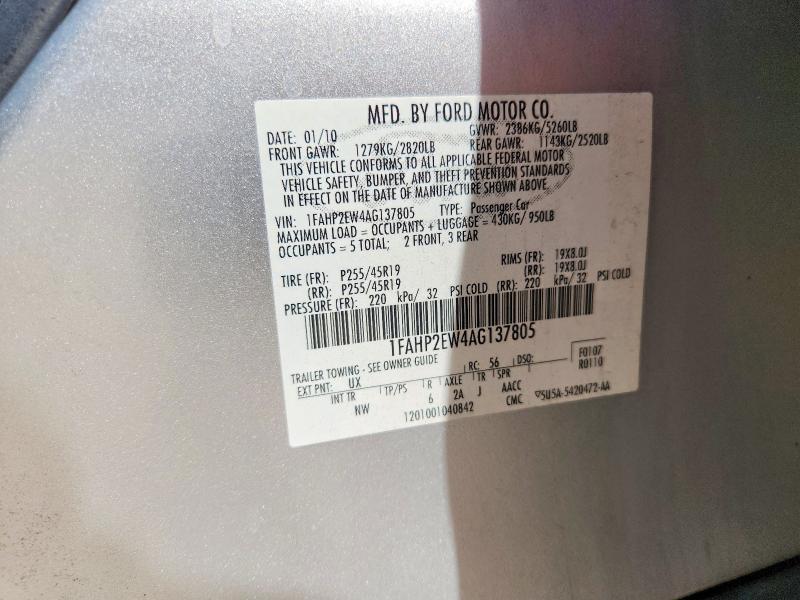 MFD. BY FORD MOTOR CO.
DATE: 01/10 GVWR: 2386KG/5260LB
FRONT GAWR: 1279KG/2820LB REAR GAWR: 1143KG/2520LB
THIS VEHICLE CONFORMS TO ALL APPLICABLE FEDERAL MOTOR
VEHICLE SAFETY, BUMPER, AND THEFT PREVENTION STANDARDS
IN EFFECT ON THE DATE OF MANUFACTURE SHOWN ABOVE.
VIN: 1FAHP2EW4AG137805 TYPE: Passenger Car
MAXIMUM LOAD = OCCUPANTS + LUGGAGE = 430KG/ 950LB
OCCUPANTS = 5 TOTAL; 2 FRONT, 3 REAR
TIRE (FR): P255/45R19 RIMS (FR): 19X8.0J
(RR): P255/45R19 (RR): 19X8.0J
PRESSURE (FR): 220 kPa/ 32 PSI COLD (RR): 220 kPa/ 32 PSI COLD
1FAHP2EW4AG137805
TRAILER TOWING - SEE OWNER GUIDE F0107
EXT PNT: UX RC: 56 DSO: R0110
INT TR TP/PS R AXLE TR SPR
NW 6 2A J AACC
1201001040842 CMC ▽5U5A-5420472-AA